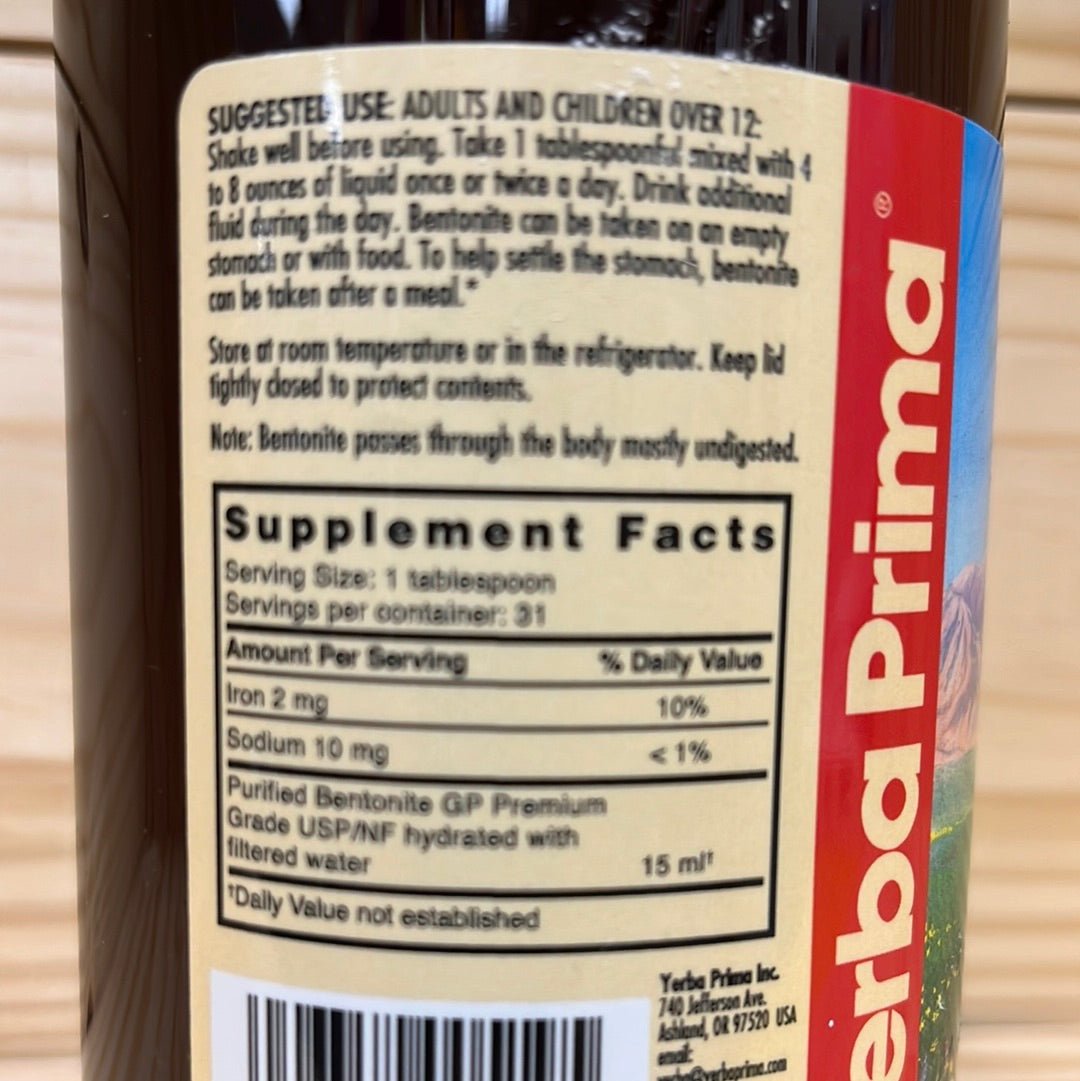 SUGGESTED USE: ADULTS AND CHILDREN OVER 12:
Shake well before using. Take 1 tablespoonful mixed with 4
to 8 ounces of liquid once or twice a day. Drink additional
fluid during the day. Bentonite can be taken on an empty
stomach or with food. To help settle the stomach, bentonite
can be taken after a meal.*
Store at room temperature or in the refrigerator. Keep lid
tightly closed to protect contents.
Note: Bentonite passes through the body mostly undigested.
Supplement Facts
Serving Size: 1 tablespoon
Servings per container: 31
Amount Per Serving % Daily Value
Iron 2 mg 10%
Sodium 10 mg < 1%
Purified Bentonite GP Premium
Grade USP/NF hydrated with
filtered water 15 ml†
†Daily Value not established
Yerba Prima Inc.
740 Jefferson Ave.
Ashland, OR 97520 USA
email:
erba Prima®